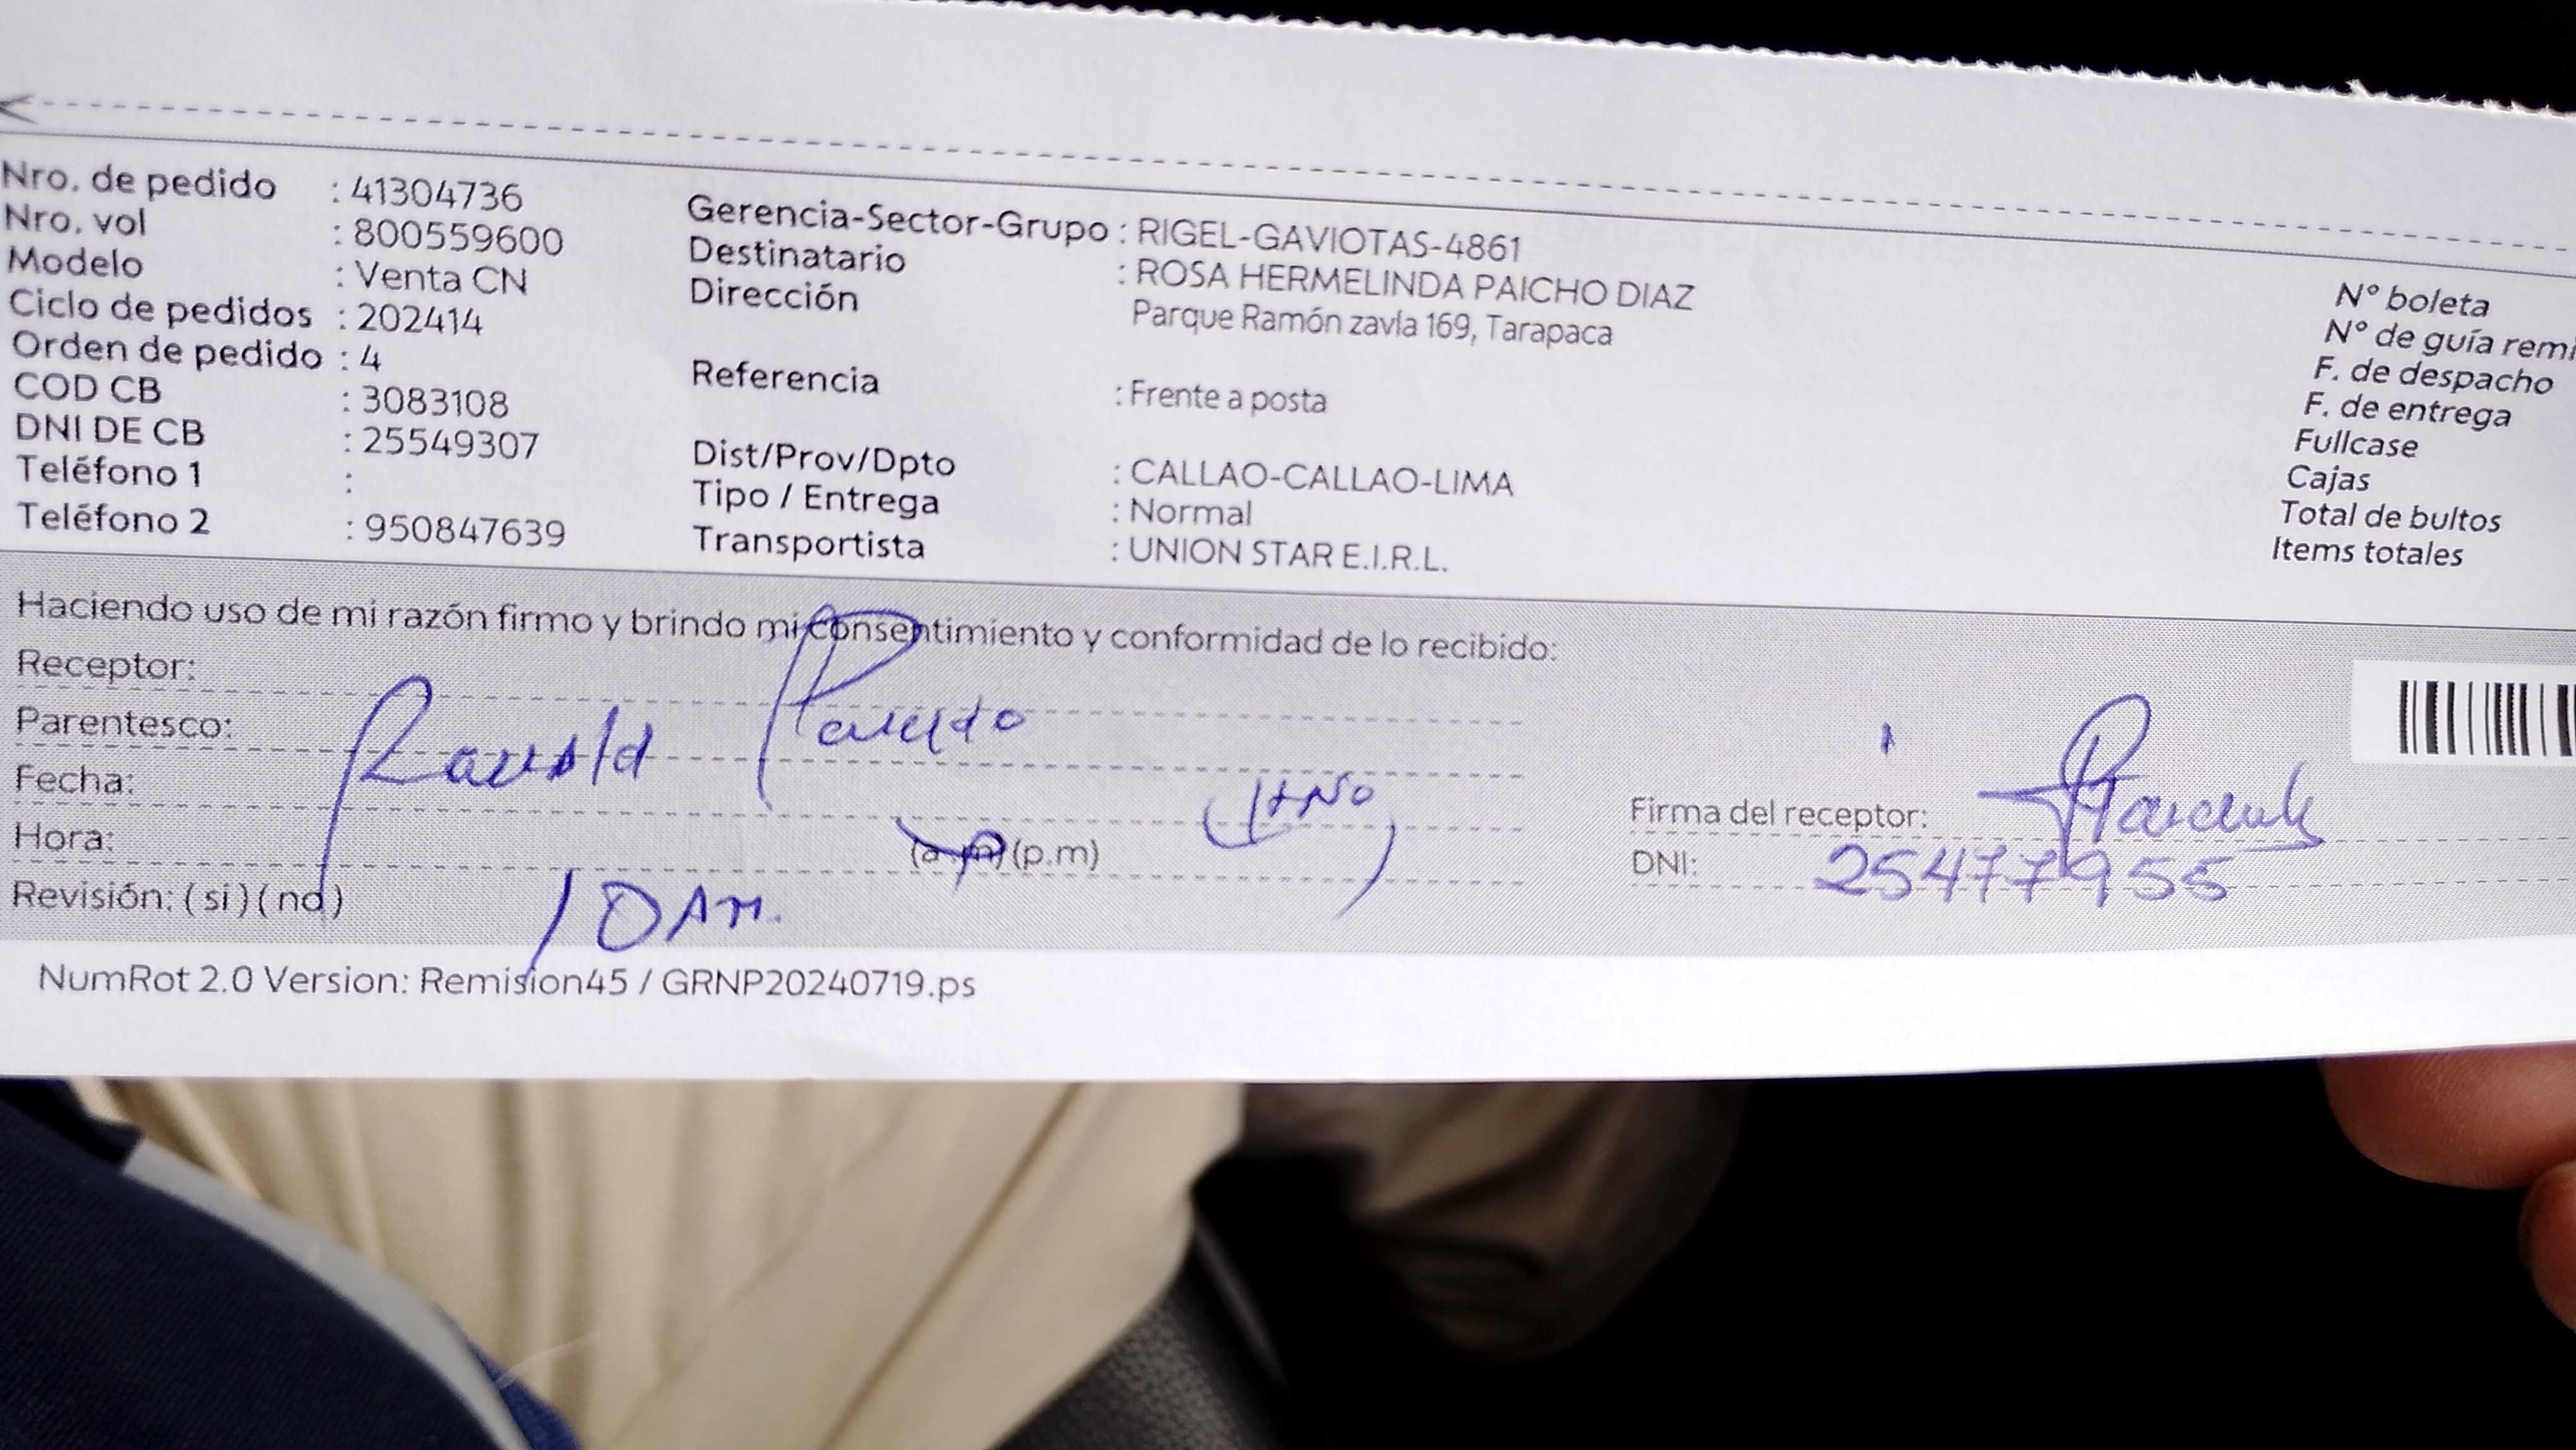 Nro. de pedido : 41304736
Nro. vol : 800559600
Modelo : Venta CN
Ciclo de pedidos : 202414
Orden de pedido : 4
COD CB : 3083108
DNI DE CB : 25549307
Teléfono 1 :
Teléfono 2 : 950847639
Gerencia-Sector-Grupo : RIGEL-GAVIOTAS-4861
Destinatario : ROSA HERMELINDA PAICHO DIAZ
Dirección Parque Ramón zavla 169, Tarapaca
Referencia : Frente a posta
Dist/Prov/Dpto : CALLAO-CALLAO-LIMA
Tipo / Entrega : Normal
Transportista : UNION STAR E.I.R.L.
N° boleta
N° de guía remi
F. de despacho
F. de entrega
Fullcase
Cajas
Total de bultos
Items totales
Haciendo uso de mi razón firmo y brindo mi consentimiento y conformidad de lo recibido:
Receptor:
Parentesco:
Fecha:
(HNO)
Hora: (a.m) (p.m)
Revisión: ( si ) ( no )
10 AM.
Firma del receptor:
DNI: 25477955
NumRot 2.0 Version: Remision45 / GRNP20240719.ps